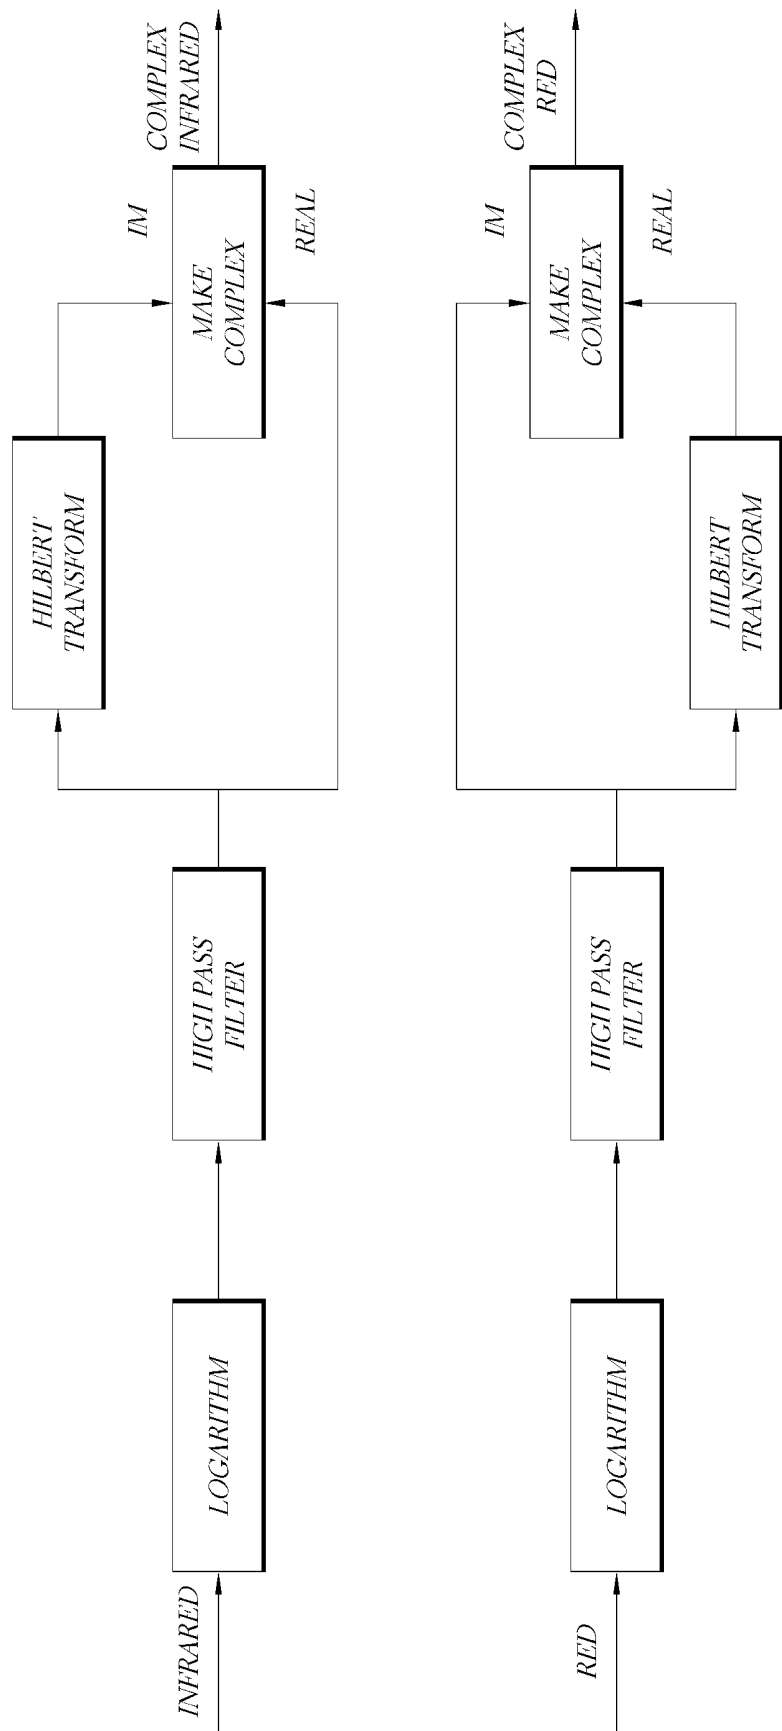 INFRARED
LOGARITHM
HIGH PASS
FILTER
HILBERT
TRANSFORM
IM
MAKE
COMPLEX
REAL
COMPLEX
INFRARED
RED
LOGARITHM
HIGH PASS
FILTER
HILBERT
TRANSFORM
IM
MAKE
COMPLEX
REAL
COMPLEX
RED